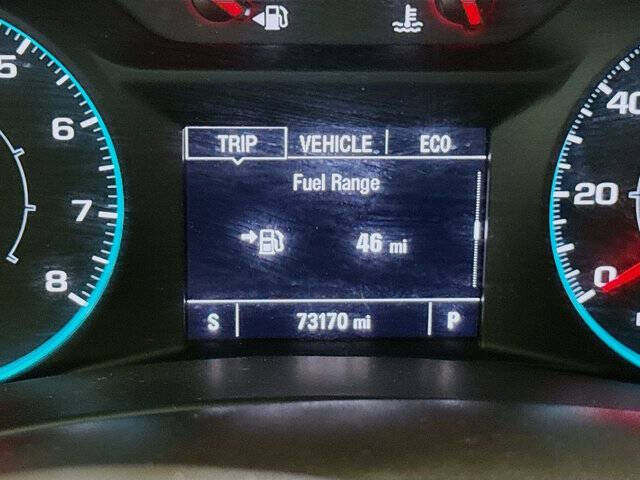 5
6
7
8
TRIP VEHICLE ECO
Fuel Range
46 mi
S 73170 mi P
40
20
0